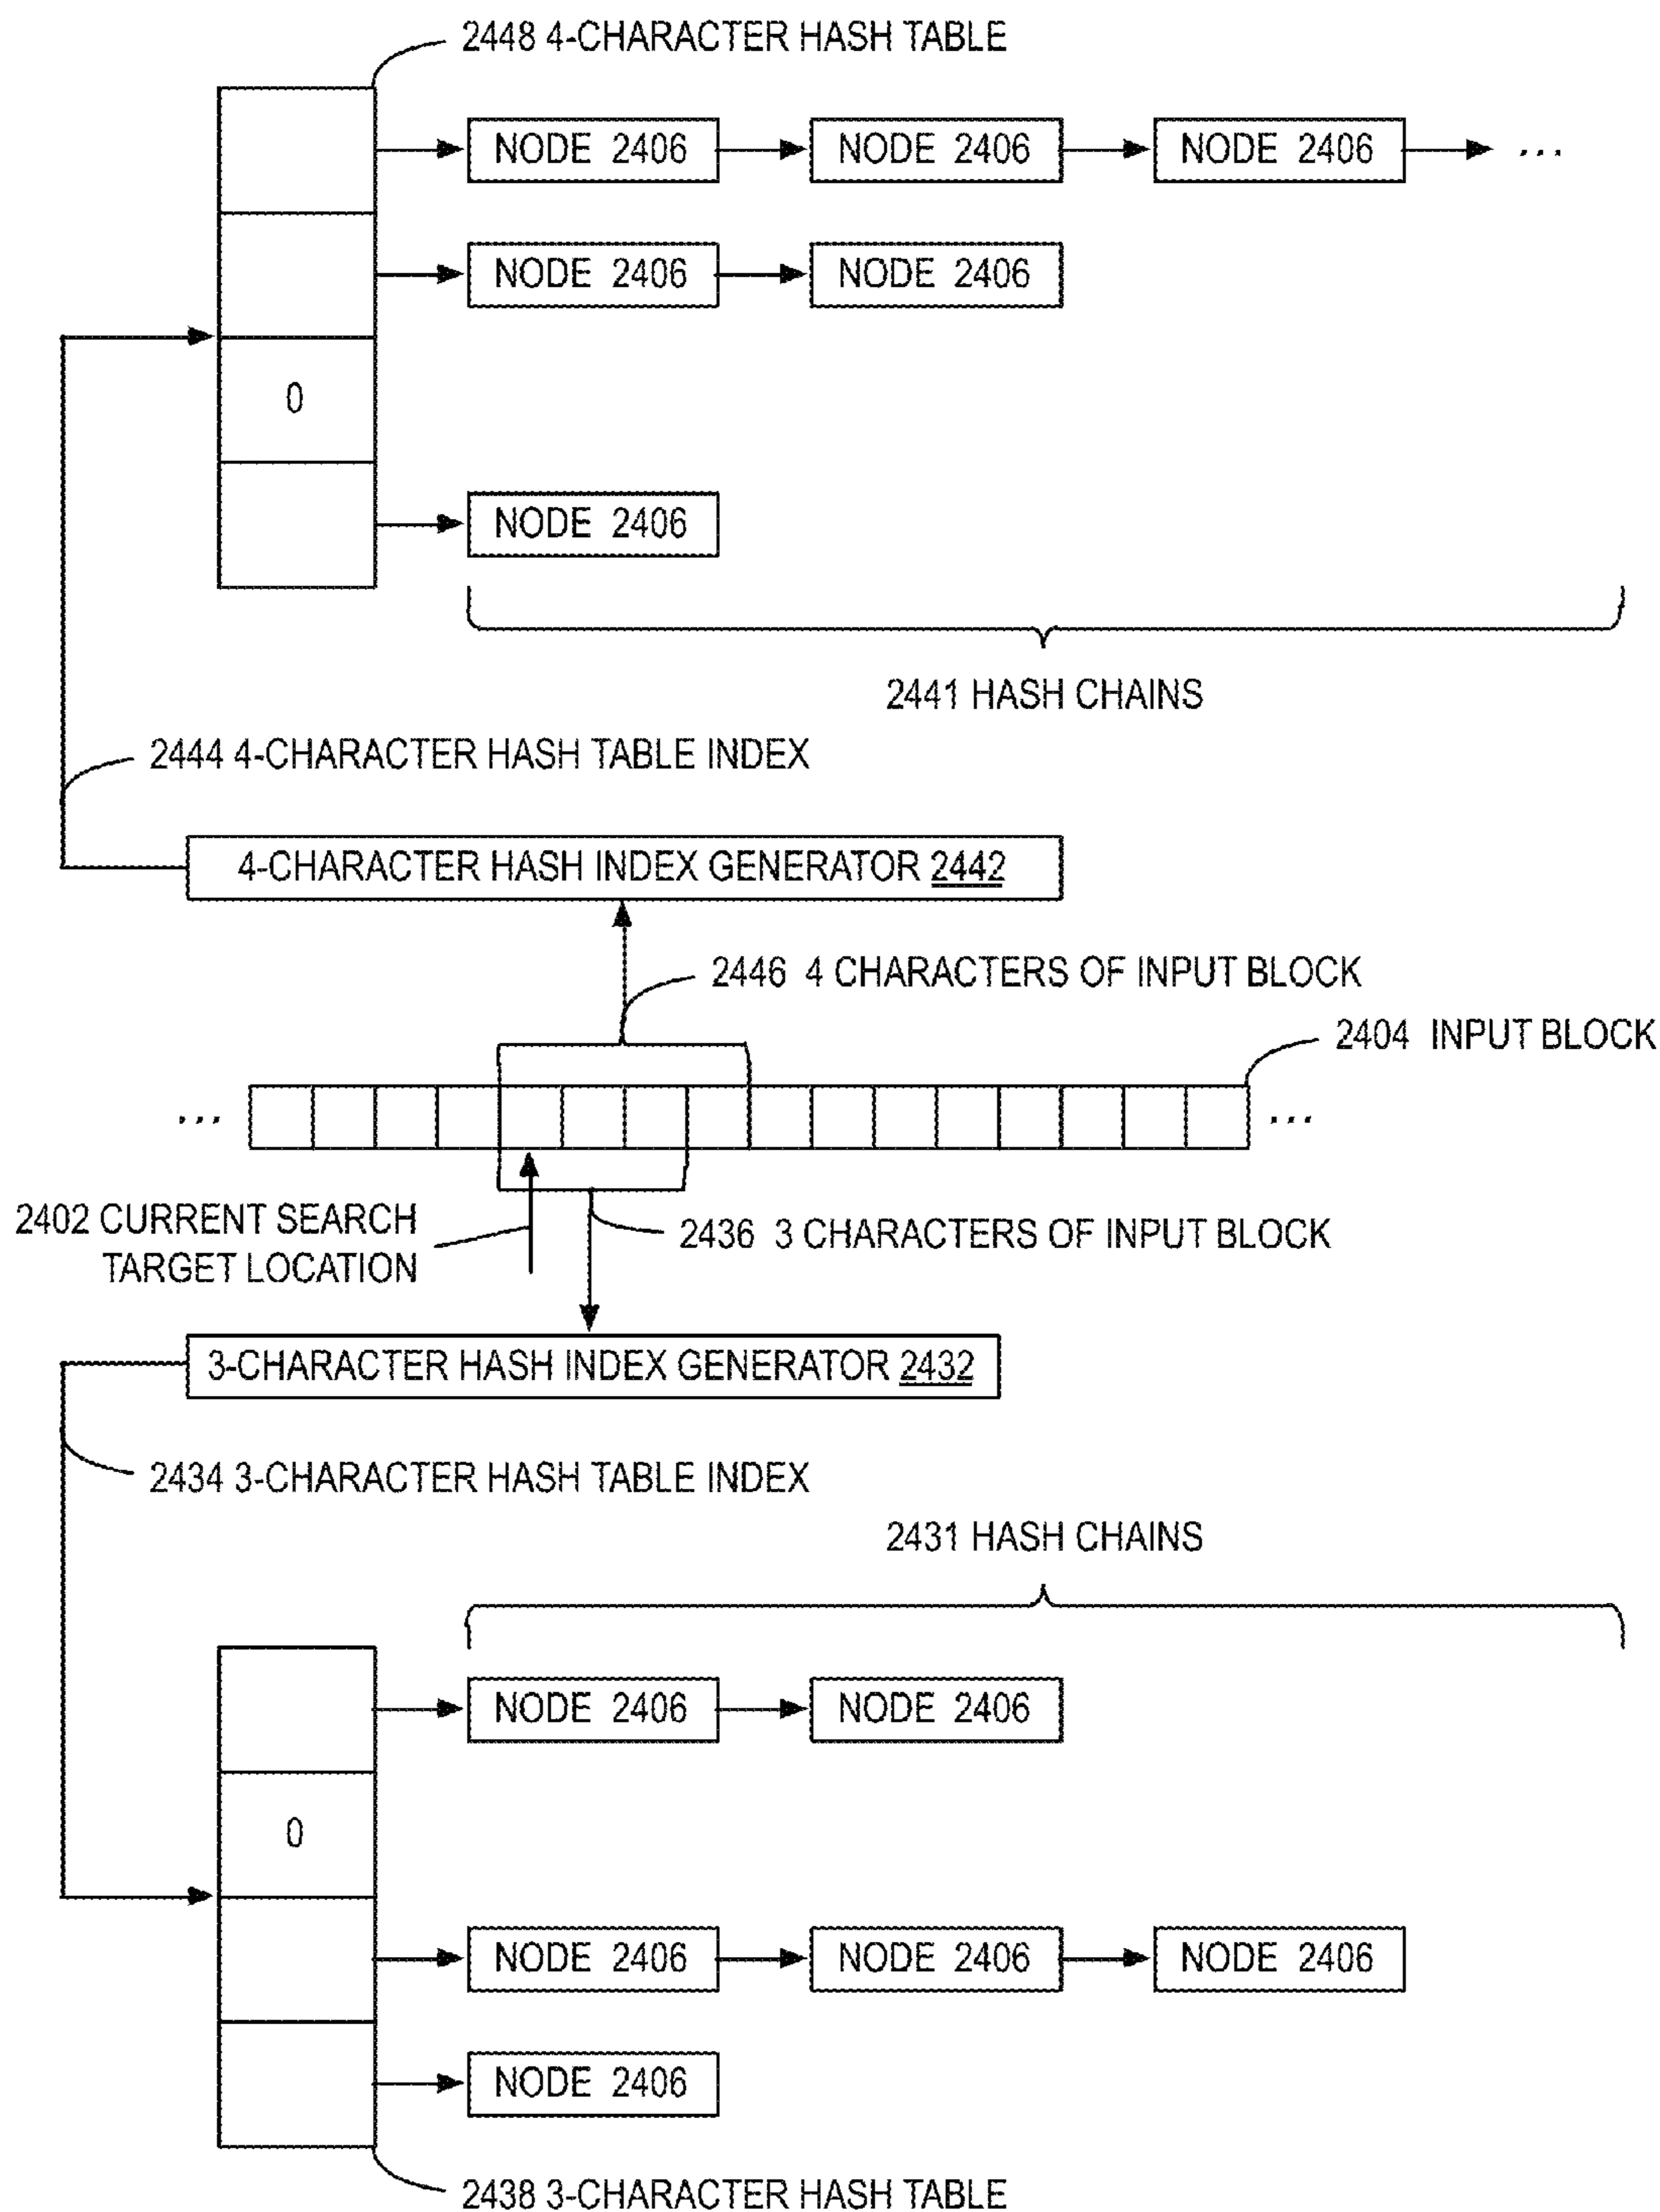 2448 4-CHARACTER HASH TABLE
NODE 2406 NODE 2406 NODE 2406 ...
NODE 2406 NODE 2406
0
NODE 2406
2441 HASH CHAINS
2444 4-CHARACTER HASH TABLE INDEX
4-CHARACTER HASH INDEX GENERATOR 2442
2446 4 CHARACTERS OF INPUT BLOCK
2404 INPUT BLOCK
... ...
2402 CURRENT SEARCH
TARGET LOCATION
2436 3 CHARACTERS OF INPUT BLOCK
3-CHARACTER HASH INDEX GENERATOR 2432
2434 3-CHARACTER HASH TABLE INDEX
2431 HASH CHAINS
NODE 2406 NODE 2406
0
NODE 2406 NODE 2406 NODE 2406
NODE 2406
2438 3-CHARACTER HASH TABLE